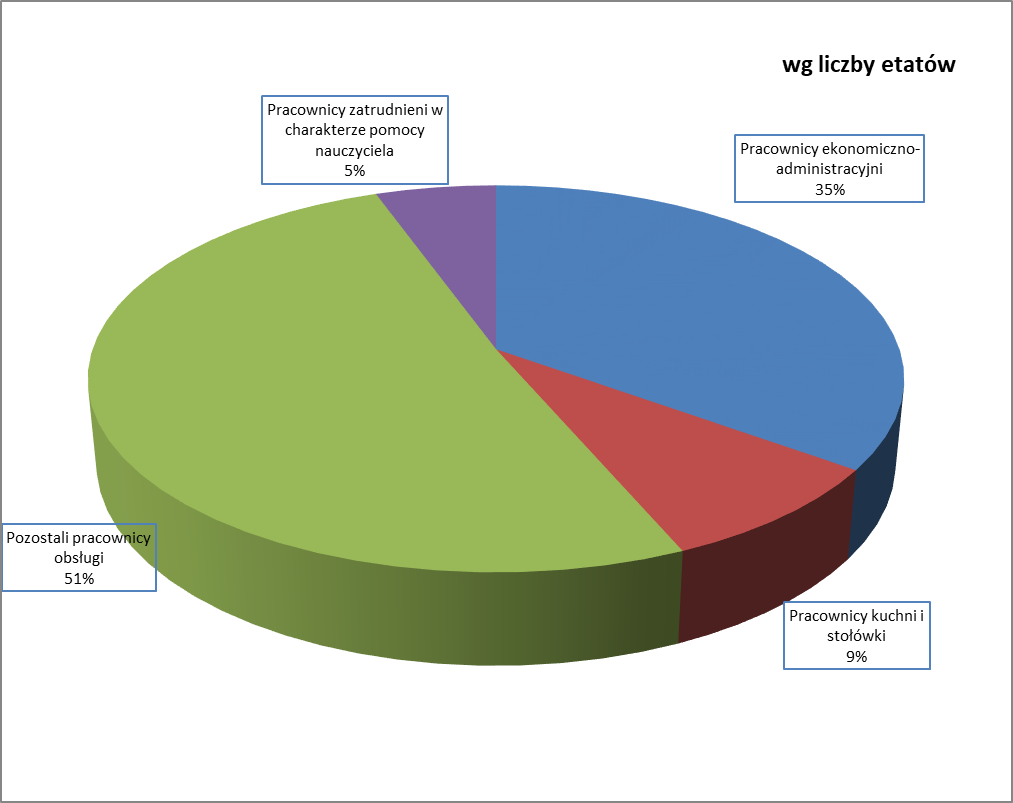 wg liczby etatów
Pracownicy zatrudnieni w
charakterze pomocy
nauczyciela
5%
Pracownicy ekonomiczno-
administracyjni
35%
Pozostali pracownicy
obsługi
51%
Pracownicy kuchni i
stołówki
9%